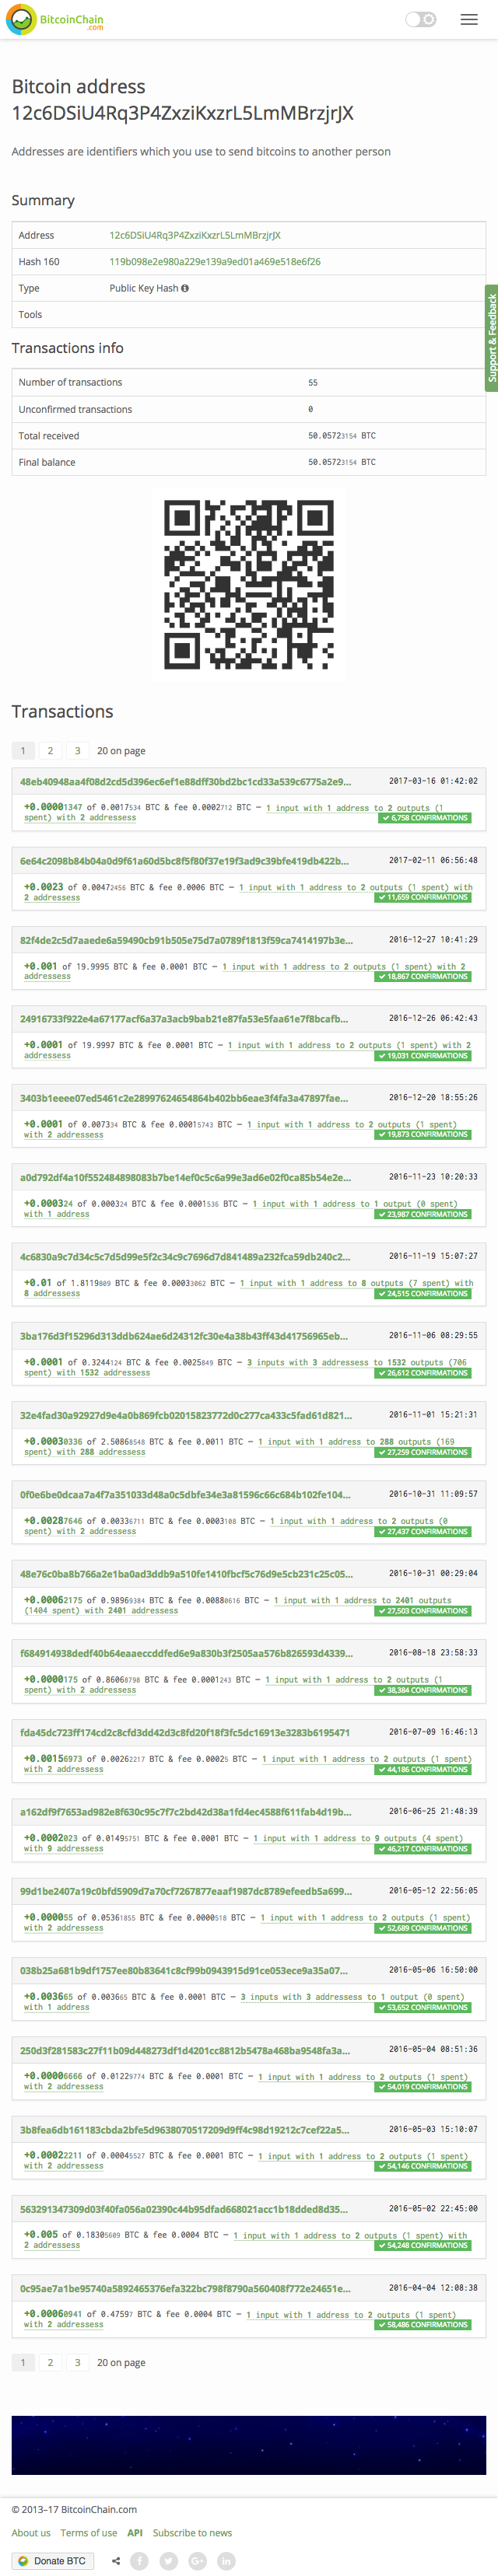 BitcoinChain
.com
Bitcoin address
12c6DSiU4Rq3P4ZxziKxzrL5LmMBrzjrJX
Addresses are identifiers which you use to send bitcoins to another person
Summary
Address 12c6DSiU4Rq3P4ZxziKxzrL5LmMBrzjrJX
Hash 160 119b098e2e980a229e139a9ed01a469e518e6f26
Type Public Key Hash
Tools
Support & Feedback
Transactions info
Number of transactions 55
Unconfirmed transactions 0
Total received 50.05723154 BTC
Final balance 50.05723154 BTC
Transactions
1 2 3 20 on page
48eb40948aa4f08d2cd5d396ec6ef1e88dff30bd2bc1cd33a539c6775a2e9... 2017-03-16 01:42:02
+0.00001347 of 0.0017534 BTC & fee 0.0002712 BTC — 1 input with 1 address to 2 outputs (1
spent) with 2 addressess ✓ 6,758 CONFIRMATIONS
6e64c2098b84b04a0d9f61a60d5bc8f5f80f37e19f3ad9c39bfe419db422b... 2017-02-11 06:56:48
+0.0023 of 0.00472456 BTC & fee 0.0006 BTC — 1 input with 1 address to 2 outputs (1 spent) with
2 addressess ✓ 11,659 CONFIRMATIONS
82f4de2c5d7aaede6a59490cb91b505e75d7a0789f1813f59ca7414197b3e... 2016-12-27 10:41:29
+0.001 of 19.9995 BTC & fee 0.0001 BTC — 1 input with 1 address to 2 outputs (1 spent) with 2
addressess ✓ 18,867 CONFIRMATIONS
24916733f922e4a67177acf6a37a3acb9bab21e87fa53e5faa61e7f8bcafb... 2016-12-26 06:42:43
+0.0001 of 19.9997 BTC & fee 0.0001 BTC — 1 input with 1 address to 2 outputs (1 spent) with 2
addressess ✓ 19,031 CONFIRMATIONS
3403b1eeee07ed5461c2e28997624654864b402bb6eae3f4fa3a47897fae... 2016-12-20 18:55:26
+0.0001 of 0.007334 BTC & fee 0.00015743 BTC — 1 input with 1 address to 2 outputs (1 spent)
with 2 addressess ✓ 19,873 CONFIRMATIONS
a0d792df4a10f552484898083b7be14ef0c5c6a99e3ad6e02f0ca85b54e2e... 2016-11-23 10:20:33
+0.000324 of 0.000324 BTC & fee 0.0001536 BTC — 1 input with 1 address to 1 output (0 spent)
with 1 address ✓ 23,987 CONFIRMATIONS
4c6830a9c7d34c5c7d5d99e5f2c34c9c7696d7d841489a232fca59db240c2... 2016-11-19 15:07:27
+0.01 of 1.8119809 BTC & fee 0.00033062 BTC — 1 input with 1 address to 8 outputs (7 spent) with
8 addressess ✓ 24,515 CONFIRMATIONS
3ba176d3f15296d313ddb624ae6d24312fc30e4a38b43ff43d41756965eb... 2016-11-06 08:29:55
+0.0001 of 0.3244124 BTC & fee 0.0025849 BTC — 3 inputs with 3 addressess to 1532 outputs (706
spent) with 1532 addressess ✓ 26,612 CONFIRMATIONS
32e4fad30a92927d9e4a0b869fcb02015823772d0c277ca433c5fad61d821... 2016-11-01 15:21:31
+0.00030336 of 2.50868548 BTC & fee 0.0011 BTC — 1 input with 1 address to 288 outputs (169
spent) with 288 addressess ✓ 27,259 CONFIRMATIONS
0f0e6be0dcaa7a4f7a351033d48a0c5dbfe34e3a81596c66c684b102fe104... 2016-10-31 11:09:57
+0.00287646 of 0.00336711 BTC & fee 0.0003108 BTC — 1 input with 1 address to 2 outputs (0
spent) with 2 addressess ✓ 27,437 CONFIRMATIONS
48e76c0ba8b766a2e1ba0ad3ddb9a510fe1410fbcf5c76d9e5cb231c25c05... 2016-10-31 00:29:04
+0.00062175 of 0.98969384 BTC & fee 0.00880616 BTC — 1 input with 1 address to 2401 outputs
(1404 spent) with 2401 addressess ✓ 27,503 CONFIRMATIONS
f684914938dedf40b64eaaeccddfed6e9a830b3f2505aa576b826593d4339... 2016-08-18 23:58:33
+0.0000175 of 0.86068798 BTC & fee 0.0001243 BTC — 1 input with 1 address to 2 outputs (1
spent) with 2 addressess ✓ 38,384 CONFIRMATIONS
fda45dc723ff174cd2c8cfd3dd42d3c8fd20f18f3fc5dc16913e3283b6195471 2016-07-09 16:46:13
+0.00156973 of 0.00262217 BTC & fee 0.00025 BTC — 1 input with 1 address to 2 outputs (1 spent)
with 2 addressess ✓ 44,186 CONFIRMATIONS
a162df9f7653ad982e8f630c95c7f7c2bd42d38a1fd4ec4588f611fab4d19b... 2016-06-25 21:48:39
+0.0002023 of 0.01495751 BTC & fee 0.0001 BTC — 1 input with 1 address to 9 outputs (4 spent)
with 9 addressess ✓ 46,217 CONFIRMATIONS
99d1be2407a19c0bfd5909d7a70cf7267877eaaf1987dc8789efeedb5a699... 2016-05-12 22:56:05
+0.000055 of 0.05361855 BTC & fee 0.0000518 BTC — 1 input with 1 address to 2 outputs (1 spent)
with 2 addressess ✓ 52,689 CONFIRMATIONS
038b25a681b9df1757ee80b83641c8cf99b0943915d91ce053ece9a35a07... 2016-05-06 16:50:00
+0.003665 of 0.003665 BTC & fee 0.0001 BTC — 3 inputs with 3 addressess to 1 output (0 spent)
with 1 address ✓ 53,652 CONFIRMATIONS
250d3f281583c27f11b09d448273df1d4201cc8812b5478a468ba9548fa3a... 2016-05-04 08:51:36
+0.00006666 of 0.01229774 BTC & fee 0.0001 BTC — 1 input with 1 address to 2 outputs (1 spent)
with 2 addressess ✓ 54,019 CONFIRMATIONS
3b8fea6db161183cbda2bfe5d9638070517209d9ff4c98d19212c7cef22a5... 2016-05-03 15:10:07
+0.00022211 of 0.00045527 BTC & fee 0.0001 BTC — 1 input with 1 address to 2 outputs (1 spent)
with 2 addressess ✓ 54,146 CONFIRMATIONS
563291347309d03f40fa056a02390c44b95dfad668021acc1b18dded8d35... 2016-05-02 22:45:00
+0.005 of 0.18305609 BTC & fee 0.0004 BTC — 1 input with 1 address to 2 outputs (1 spent) with
2 addressess ✓ 54,248 CONFIRMATIONS
0c95ae7a1be95740a5892465376efa322bc798f8790a560408f772e24651e... 2016-04-04 12:08:38
+0.00060941 of 0.47597 BTC & fee 0.0004 BTC — 1 input with 1 address to 2 outputs (1 spent)
with 2 addressess ✓ 58,486 CONFIRMATIONS
1 2 3 20 on page
© 2013–17 BitcoinChain.com
About us Terms of use API Subscribe to news
Donate BTC